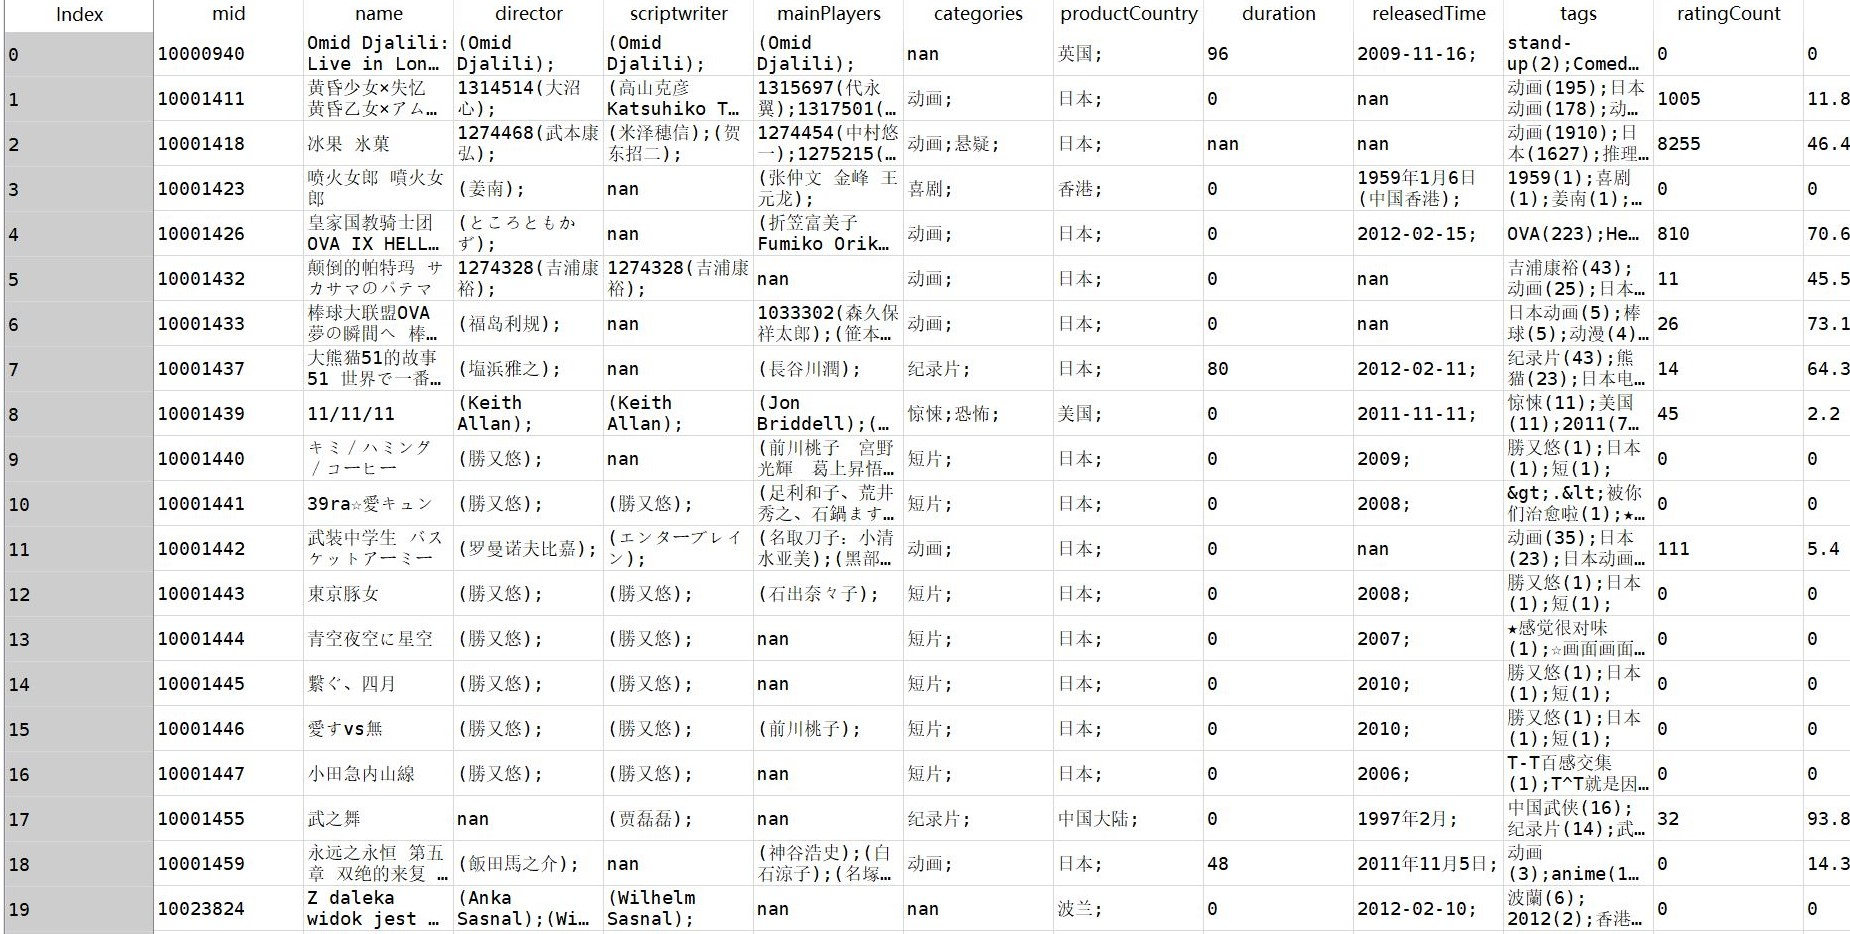 Index mid name director scriptwriter mainPlayers categories productCountry duration releasedTime tags ratingCount
0 10000940 Omid Djalili: (Omid (Omid (Omid nan 英国; 96 2009-11-16; stand- 0 0
Live in Lon… Djalili); Djalili); Djalili); up(2);Comed…
1 10001411 黄昏少女×失忆 1314514(大沼 (高山克彦 1315697(代永 动画; 日本; 0 nan 动画(195);日本 1005 11.8
黄昏乙女×アム… 心); Katsuhiko T… 翼);1317501(… 动画(178);动…
2 10001418 冰果 氷菓 1274468(武本康 (米泽穗信);(贺 1274454(中村悠 动画;悬疑; 日本; nan nan 动画(1910);日 8255 46.4
弘); 东招二); 一);1275215(… 本(1627);推理…
3 10001423 喷火女郎 噴火女 (姜南); nan (张仲文 金峰 王 喜剧; 香港; 0 1959年1月6日 1959(1);喜剧 0 0
郎 元龙); (中国香港); (1);姜南(1);…
4 10001426 皇家国教骑士团 (ところともか nan (折笠富美子 动画; 日本; 0 2012-02-15; OVA(223);He… 810 70.6
OVA IX HELL… ず); Fumiko Orik…
5 10001432 颠倒的帕特玛 サ 1274328(吉浦康 1274328(吉浦康 nan 动画; 日本; 0 nan 吉浦康裕(43); 11 45.5
カサマのパテマ 裕); 裕); 动画(25);日本…
6 10001433 棒球大联盟OVA (福岛利规); nan 1033302(森久保 动画; 日本; 0 nan 日本动画(5);棒 26 73.1
夢の瞬間へ 棒… 祥太郎);(笹本… 球(5);动漫(4)…
7 10001437 大熊猫51的故事 (塩浜雅之); nan (長谷川潤); 纪录片; 日本; 80 2012-02-11; 纪录片(43);熊 14 64.3
51 世界で一番… 猫(23);日本电…
8 10001439 11/11/11 (Keith (Keith (Jon 惊悚;恐怖; 美国; 0 2011-11-11; 惊悚(11);美国 45 2.2
Allan); Allan); Briddell);(… (11);2011(7…
9 10001440 キミ/ハミング (勝又悠); nan (前川桃子 宮野 短片; 日本; 0 2009; 勝又悠(1);日本 0 0
/コーヒー 光輝 葛上昇悟… (1);短(1);
10 10001441 39ra☆愛キュン (勝又悠); (勝又悠); (足利和子、荒井 短片; 日本; 0 2008; &gt;.&lt;被你 0 0
秀之、石鍋ます… 们治愈啦(1);★…
11 10001442 武装中学生 バス (罗曼诺夫比嘉); (エンターブレイ (名取刀子: 小清 动画; 日本; 0 nan 动画(35);日本 111 5.4
ケットアーミー ン); 水亚美);(黑部… (23);日本动画…
12 10001443 東京豚女 (勝又悠); (勝又悠); (石出奈々子); 短片; 日本; 0 2008; 勝又悠(1);日本 0 0
(1);短(1);
13 10001444 青空夜空に星空 (勝又悠); (勝又悠); nan 短片; 日本; 0 2007; ★感觉很对味 0 0
(1);☆画面画面…
14 10001445 繋ぐ、四月 (勝又悠); (勝又悠); nan 短片; 日本; 0 2010; 勝又悠(1);日本 0 0
(1);短(1);
15 10001446 愛すvs無 (勝又悠); (勝又悠); (前川桃子); 短片; 日本; 0 2010; 勝又悠(1);日本 0 0
(1);短(1);
16 10001447 小田急内山線 (勝又悠); (勝又悠); nan 短片; 日本; 0 2006; T-T百感交集 0 0
(1);T^T就是因…
17 10001455 武之舞 nan (贾磊磊); nan 纪录片; 中国大陆; 0 1997年2月; 中国武侠(16); 32 93.8
纪录片(14);武…
18 10001459 永远之永恒 第五 (飯田馬之介); nan (神谷浩史);(白 动画; 日本; 48 2011年11月5日; 动画 0 14.3
章 双绝的来复 … 石涼子);(名塚… (3);anime(1…
19 10023824 Z daleka (Anka (Wilhelm nan nan 波兰; 0 2012-02-10; 波蘭(6); 0 0
widok jest … Sasnal);(Wi… Sasnal); 2012(2);香港…